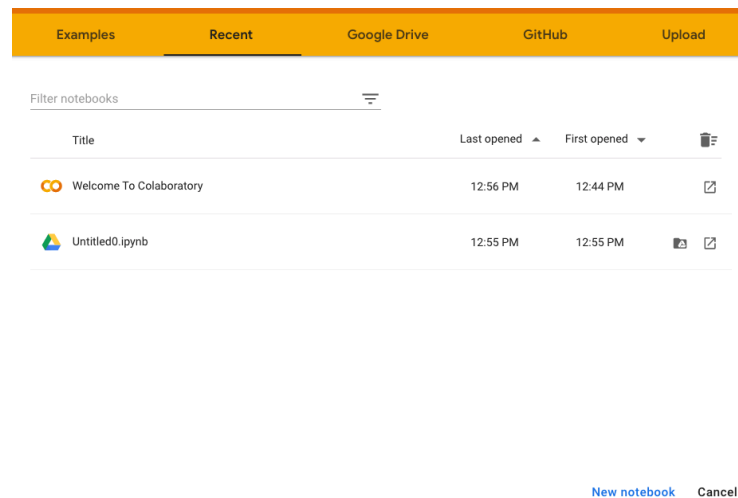 Examples Recent Google Drive GitHub Upload
Filter notebooks
Title Last opened First opened
Welcome To Colaboratory 12:56 PM 12:44 PM
Untitled0.ipynb 12:55 PM 12:55 PM
New notebook Cancel